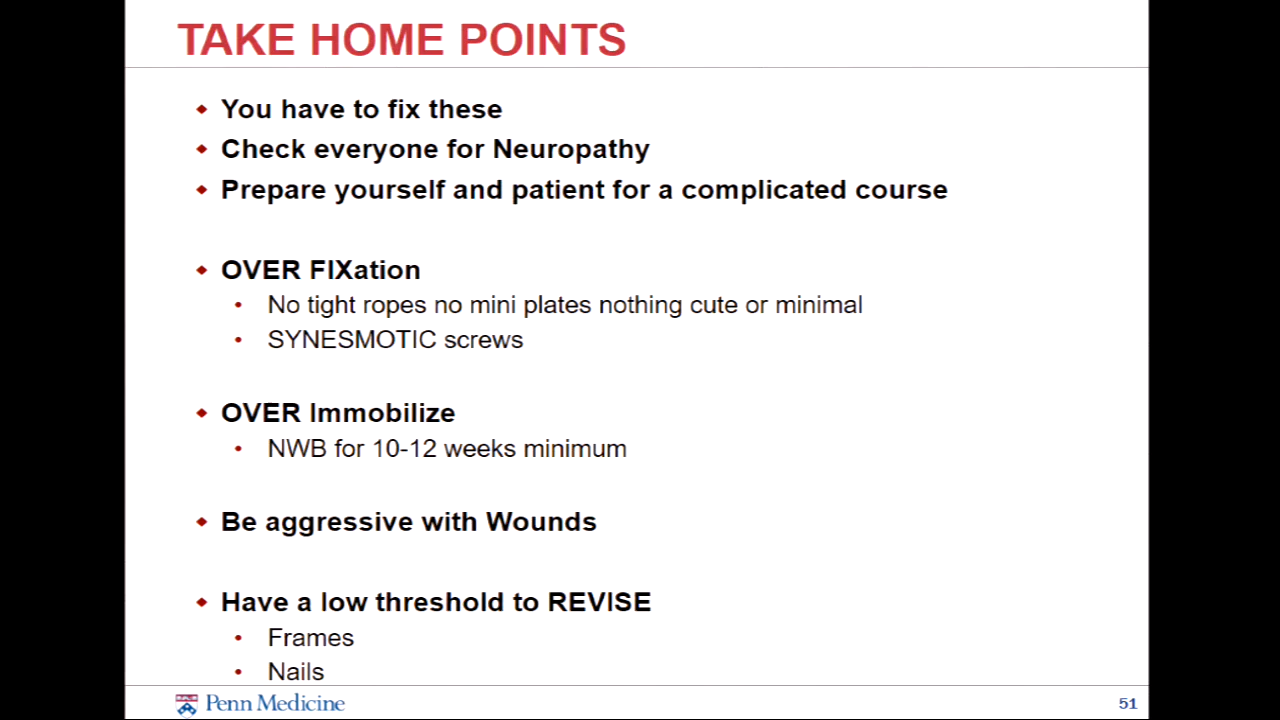 TAKE HOME POINTS
You have to fix these
Check everyone for Neuropathy
Prepare yourself and patient for a complicated course
OVER FIXation
No tight ropes no mini plates nothing cute or minimal
SYNESMOTIC screws
OVER Immobilize
NWB for 10-12 weeks minimum
Be aggressive with Wounds
Have a low threshold to REVISE
Frames
Nails
Penn Medicine
51